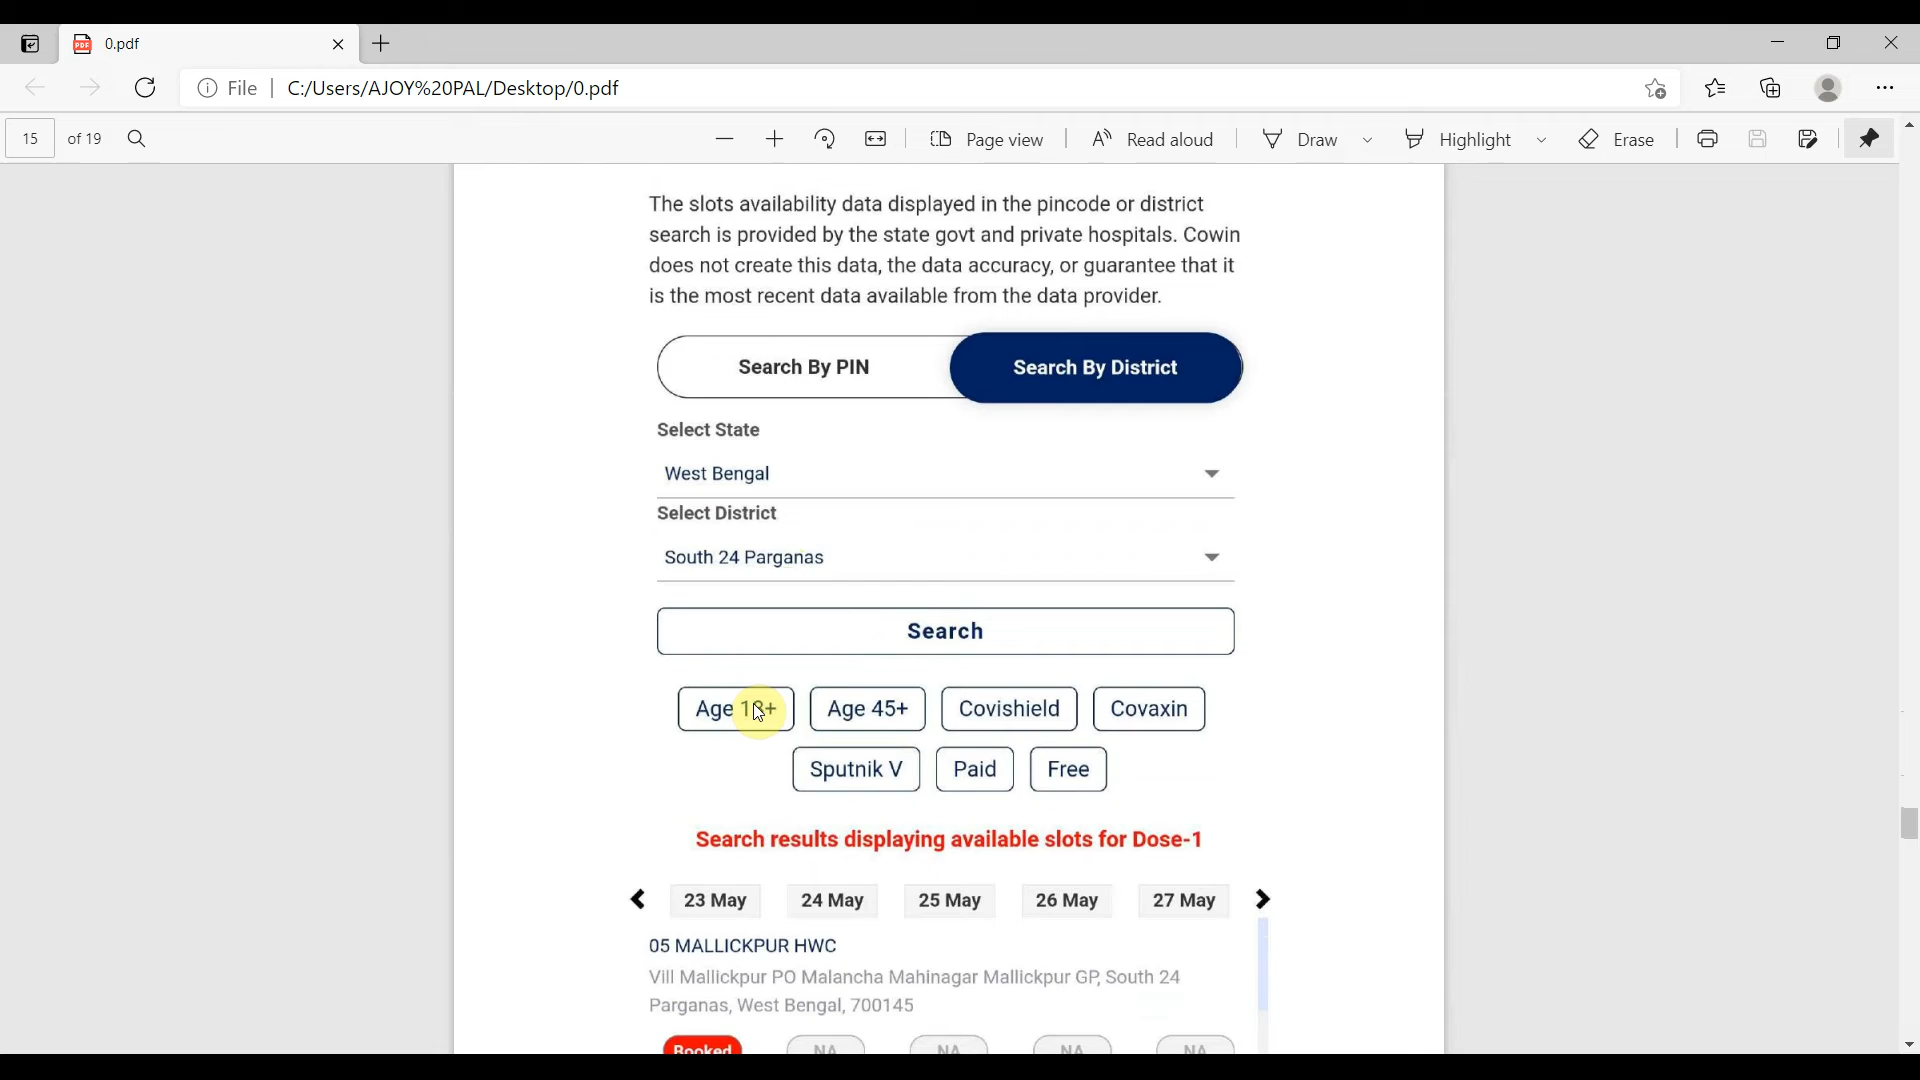 0.pdf
File
C:/Users/AJOY%20PAL/Desktop/0.pdf
15 of 19
Page view
Read aloud
Draw
Highlight
Erase
The slots availability data displayed in the pincode or district
search is provided by the state govt and private hospitals. Cowin
does not create this data, the data accuracy, or guarantee that it
is the most recent data available from the data provider.
Search By PIN
Search By District
Select State
West Bengal
Select District
South 24 Parganas
Search
Age 18+ Age 45+ Covishield Covaxin
Sputnik V Paid Free
Search results displaying available slots for Dose-1
23 May 24 May 25 May 26 May 27 May
05 MALLICKPUR HWC
Vill Mallickpur PO Malancha Mahinagar Mallickpur GP, South 24
Parganas, West Bengal, 700145
Booked NA NA NA NA